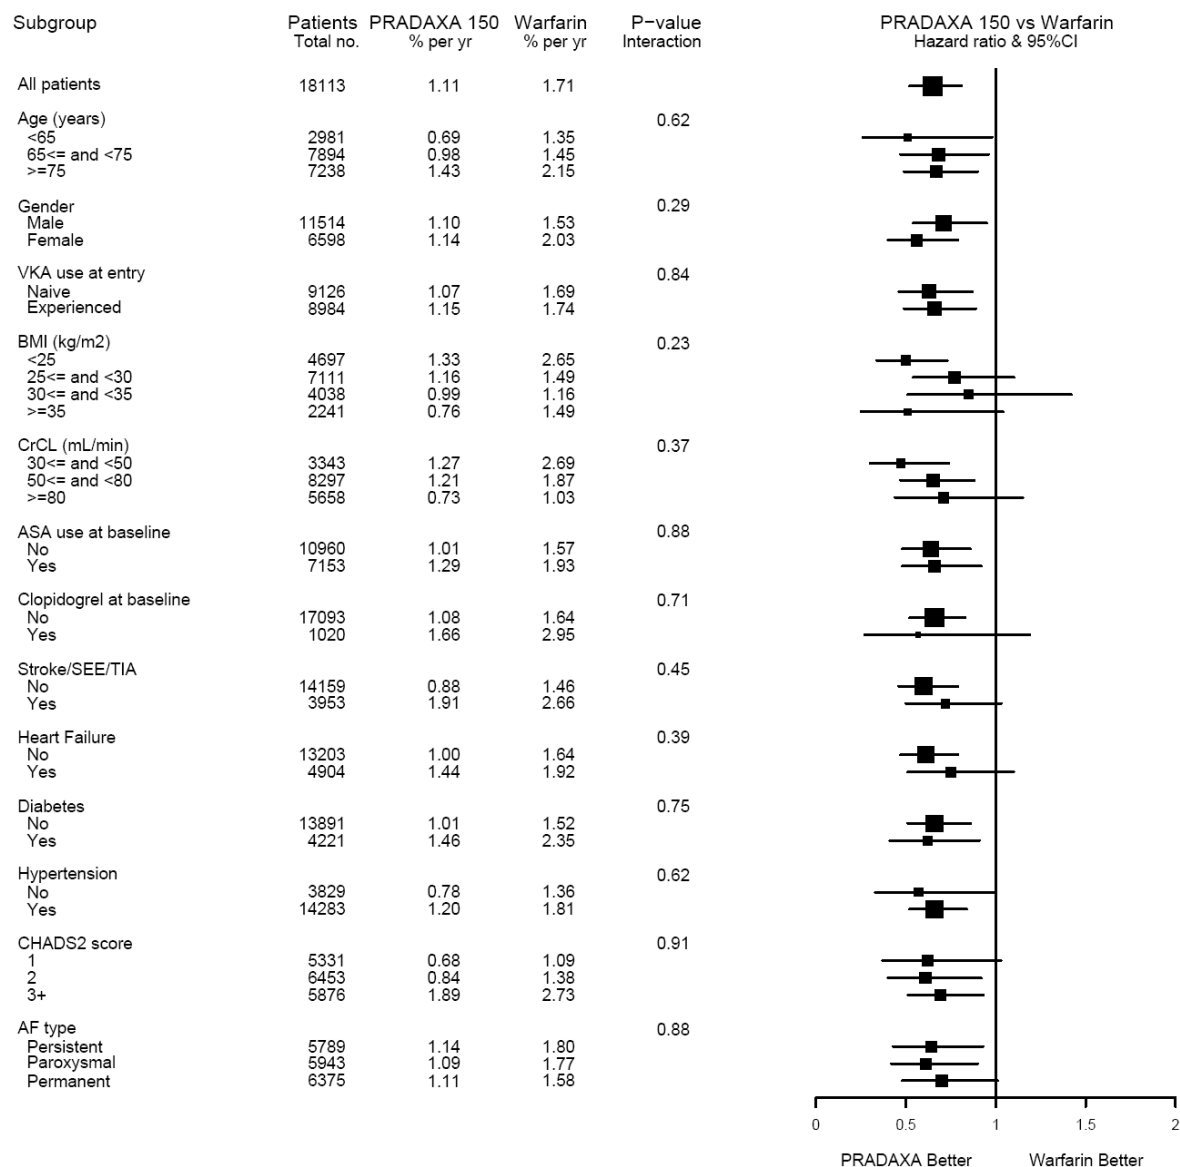 Subgroup Patients PRADAXA 150 Warfarin P−value PRADAXA 150 vs Warfarin
Total no. % per yr % per yr Interaction Hazard ratio & 95%CI
All patients 18113 1.11 1.71
Age (years) 0.62
<65 2981 0.69 1.35
65<= and <75 7894 0.98 1.45
>=75 7238 1.43 2.15
Gender 0.29
Male 11514 1.10 1.53
Female 6598 1.14 2.03
VKA use at entry 0.84
Naive 9126 1.07 1.69
Experienced 8984 1.15 1.74
BMI (kg/m2) 0.23
<25 4697 1.33 2.65
25<= and <30 7111 1.16 1.49
30<= and <35 4038 0.99 1.16
>=35 2241 0.76 1.49
CrCL (mL/min) 0.37
30<= and <50 3343 1.27 2.69
50<= and <80 8297 1.21 1.87
>=80 5658 0.73 1.03
ASA use at baseline 0.88
No 10960 1.01 1.57
Yes 7153 1.29 1.93
Clopidogrel at baseline 0.71
No 17093 1.08 1.64
Yes 1020 1.66 2.95
Stroke/SEE/TIA 0.45
No 14159 0.88 1.46
Yes 3953 1.91 2.66
Heart Failure 0.39
No 13203 1.00 1.64
Yes 4904 1.44 1.92
Diabetes 0.75
No 13891 1.01 1.52
Yes 4221 1.46 2.35
Hypertension 0.62
No 3829 0.78 1.36
Yes 14283 1.20 1.81
CHADS2 score 0.91
1 5331 0.68 1.09
2 6453 0.84 1.38
3+ 5876 1.89 2.73
AF type 0.88
Persistent 5789 1.14 1.80
Paroxysmal 5943 1.09 1.77
Permanent 6375 1.11 1.58
0 0.5 1 1.5 2
PRADAXA Better Warfarin Better